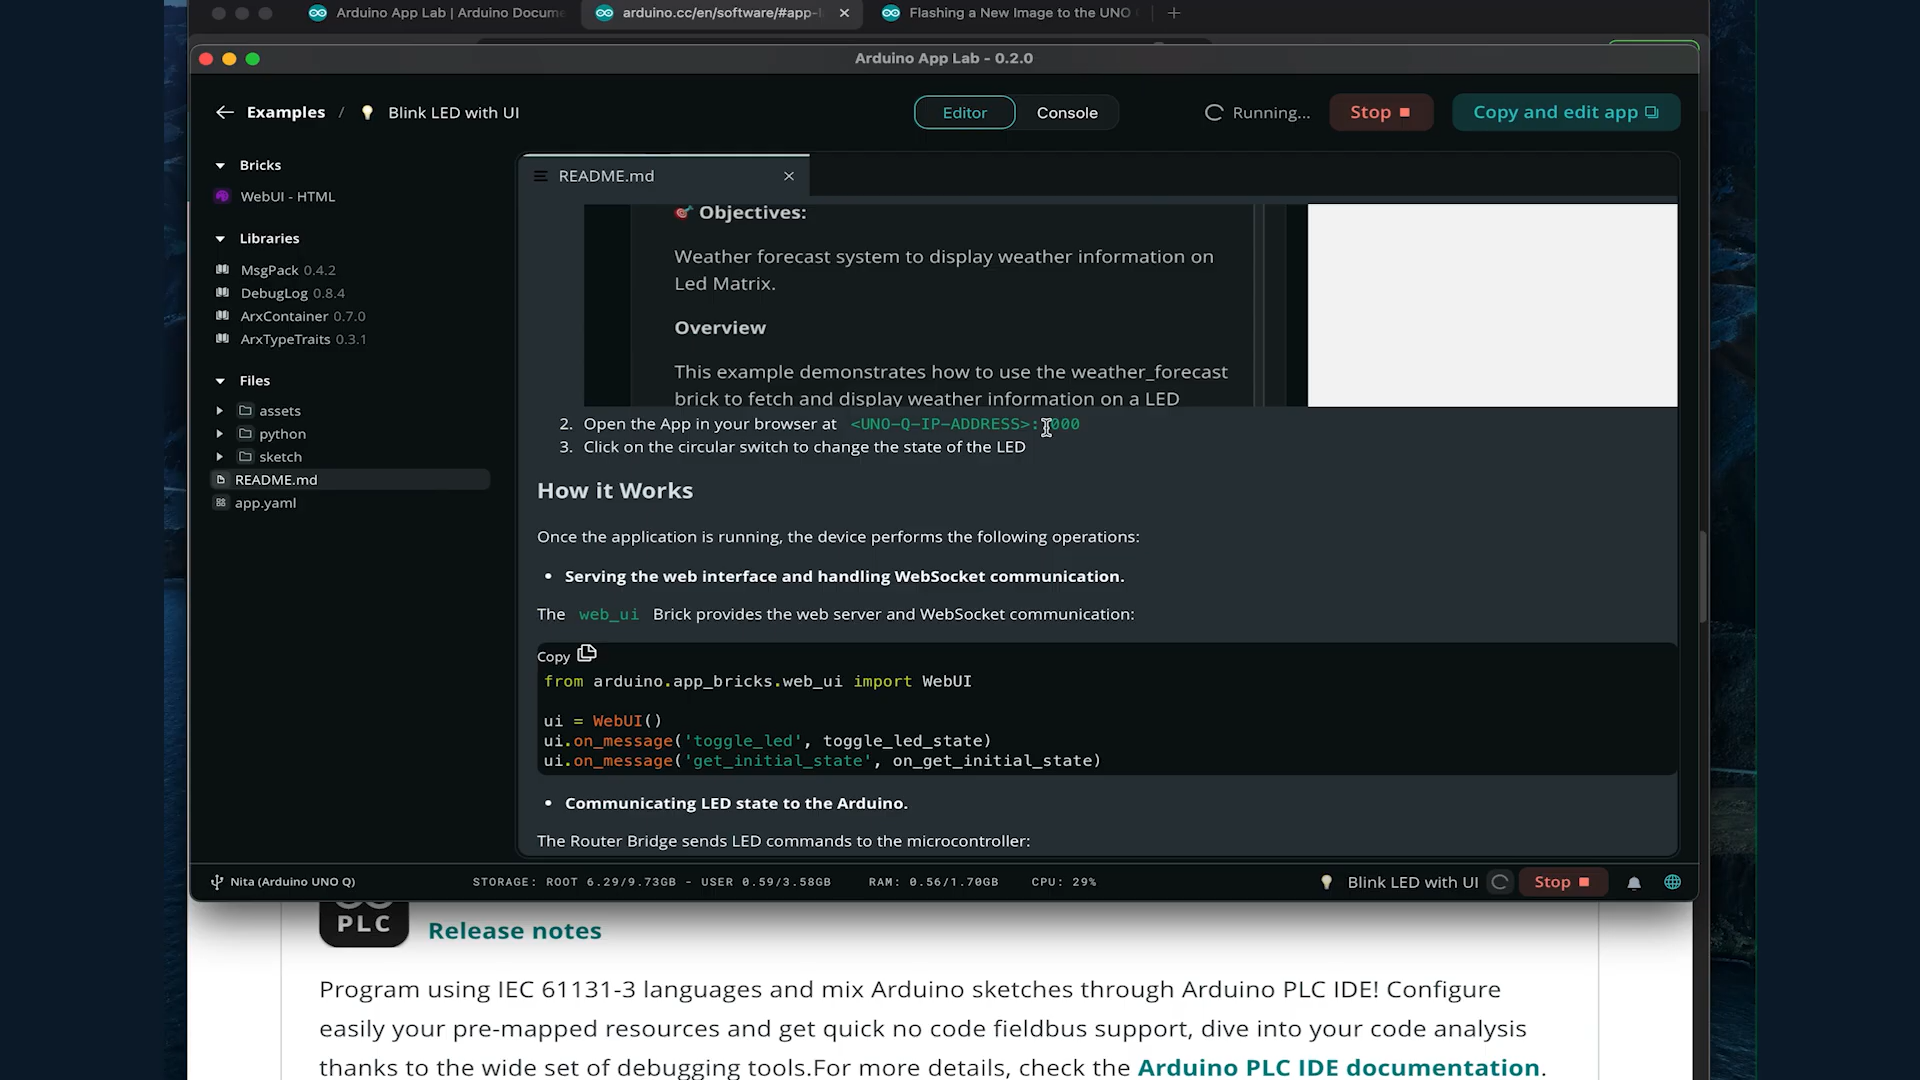 Arduino App Lab | Arduino Docume
arduino.cc/en/software/#app-l
Flashing a New Image to the UNO
Arduino App Lab - 0.2.0
Examples / Blink LED with UI
Editor
Console
Running...
Stop
Copy and edit app
Bricks
WebUI - HTML
Libraries
MsgPack 0.4.2
DebugLog 0.8.4
ArxContainer 0.7.0
ArxTypeTraits 0.3.1
Files
assets
python
sketch
README.md
app.yaml
README.md
Objectives:
Weather forecast system to display weather information on
Led Matrix.
Overview
This example demonstrates how to use the weather_forecast
brick to fetch and display weather information on a LED
2. Open the App in your browser at <UNO-Q-IP-ADDRESS>: 000
3. Click on the circular switch to change the state of the LED
How it Works
Once the application is running, the device performs the following operations:
• Serving the web interface and handling WebSocket communication.
The web_ui Brick provides the web server and WebSocket communication:
Copy
from arduino.app_bricks.web_ui import WebUI
ui = WebUI()
ui.on_message('toggle_led', toggle_led_state)
ui.on_message('get_initial_state', on_get_initial_state)
• Communicating LED state to the Arduino.
The Router Bridge sends LED commands to the microcontroller:
Nita (Arduino UNO Q)
STORAGE: ROOT 6.29/9.73GB - USER 0.59/3.58GB
RAM: 0.56/1.70GB
CPU: 29%
Blink LED with UI
Stop
PLC
Release notes
Program using IEC 61131-3 languages and mix Arduino sketches through Arduino PLC IDE! Configure
easily your pre-mapped resources and get quick no code fieldbus support, dive into your code analysis
thanks to the wide set of debugging tools.For more details, check the Arduino PLC IDE documentation.